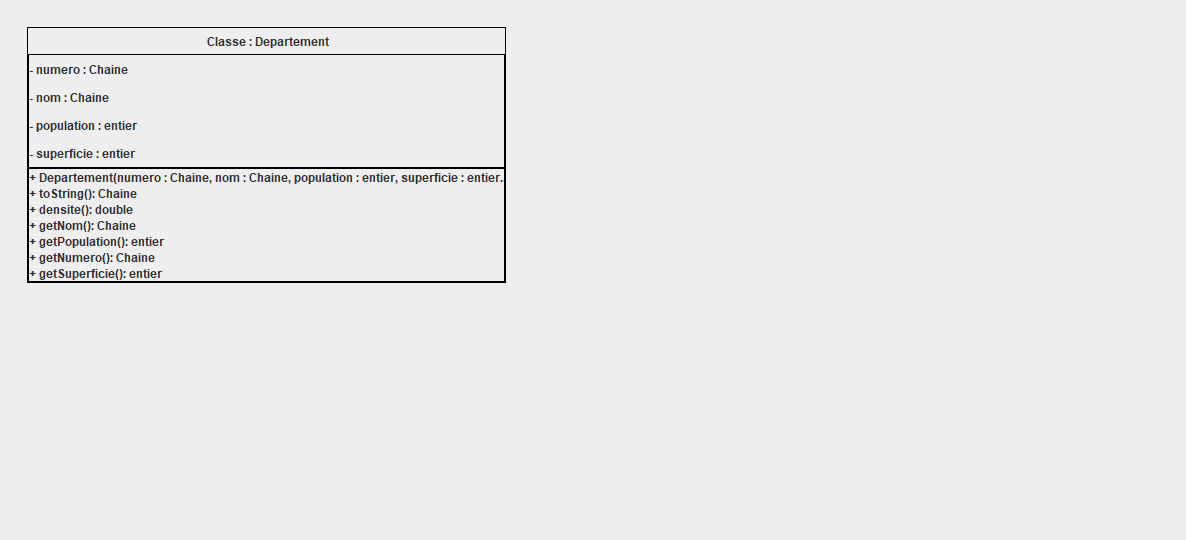 Classe : Departement
- numero : Chaine
- nom : Chaine
- population : entier
- superficie : entier
+ Departement(numero : Chaine, nom : Chaine, population : entier, superficie : entier.
+ toString(): Chaine
+ densite(): double
+ getNom(): Chaine
+ getPopulation(): entier
+ getNumero(): Chaine
+ getSuperficie(): entier